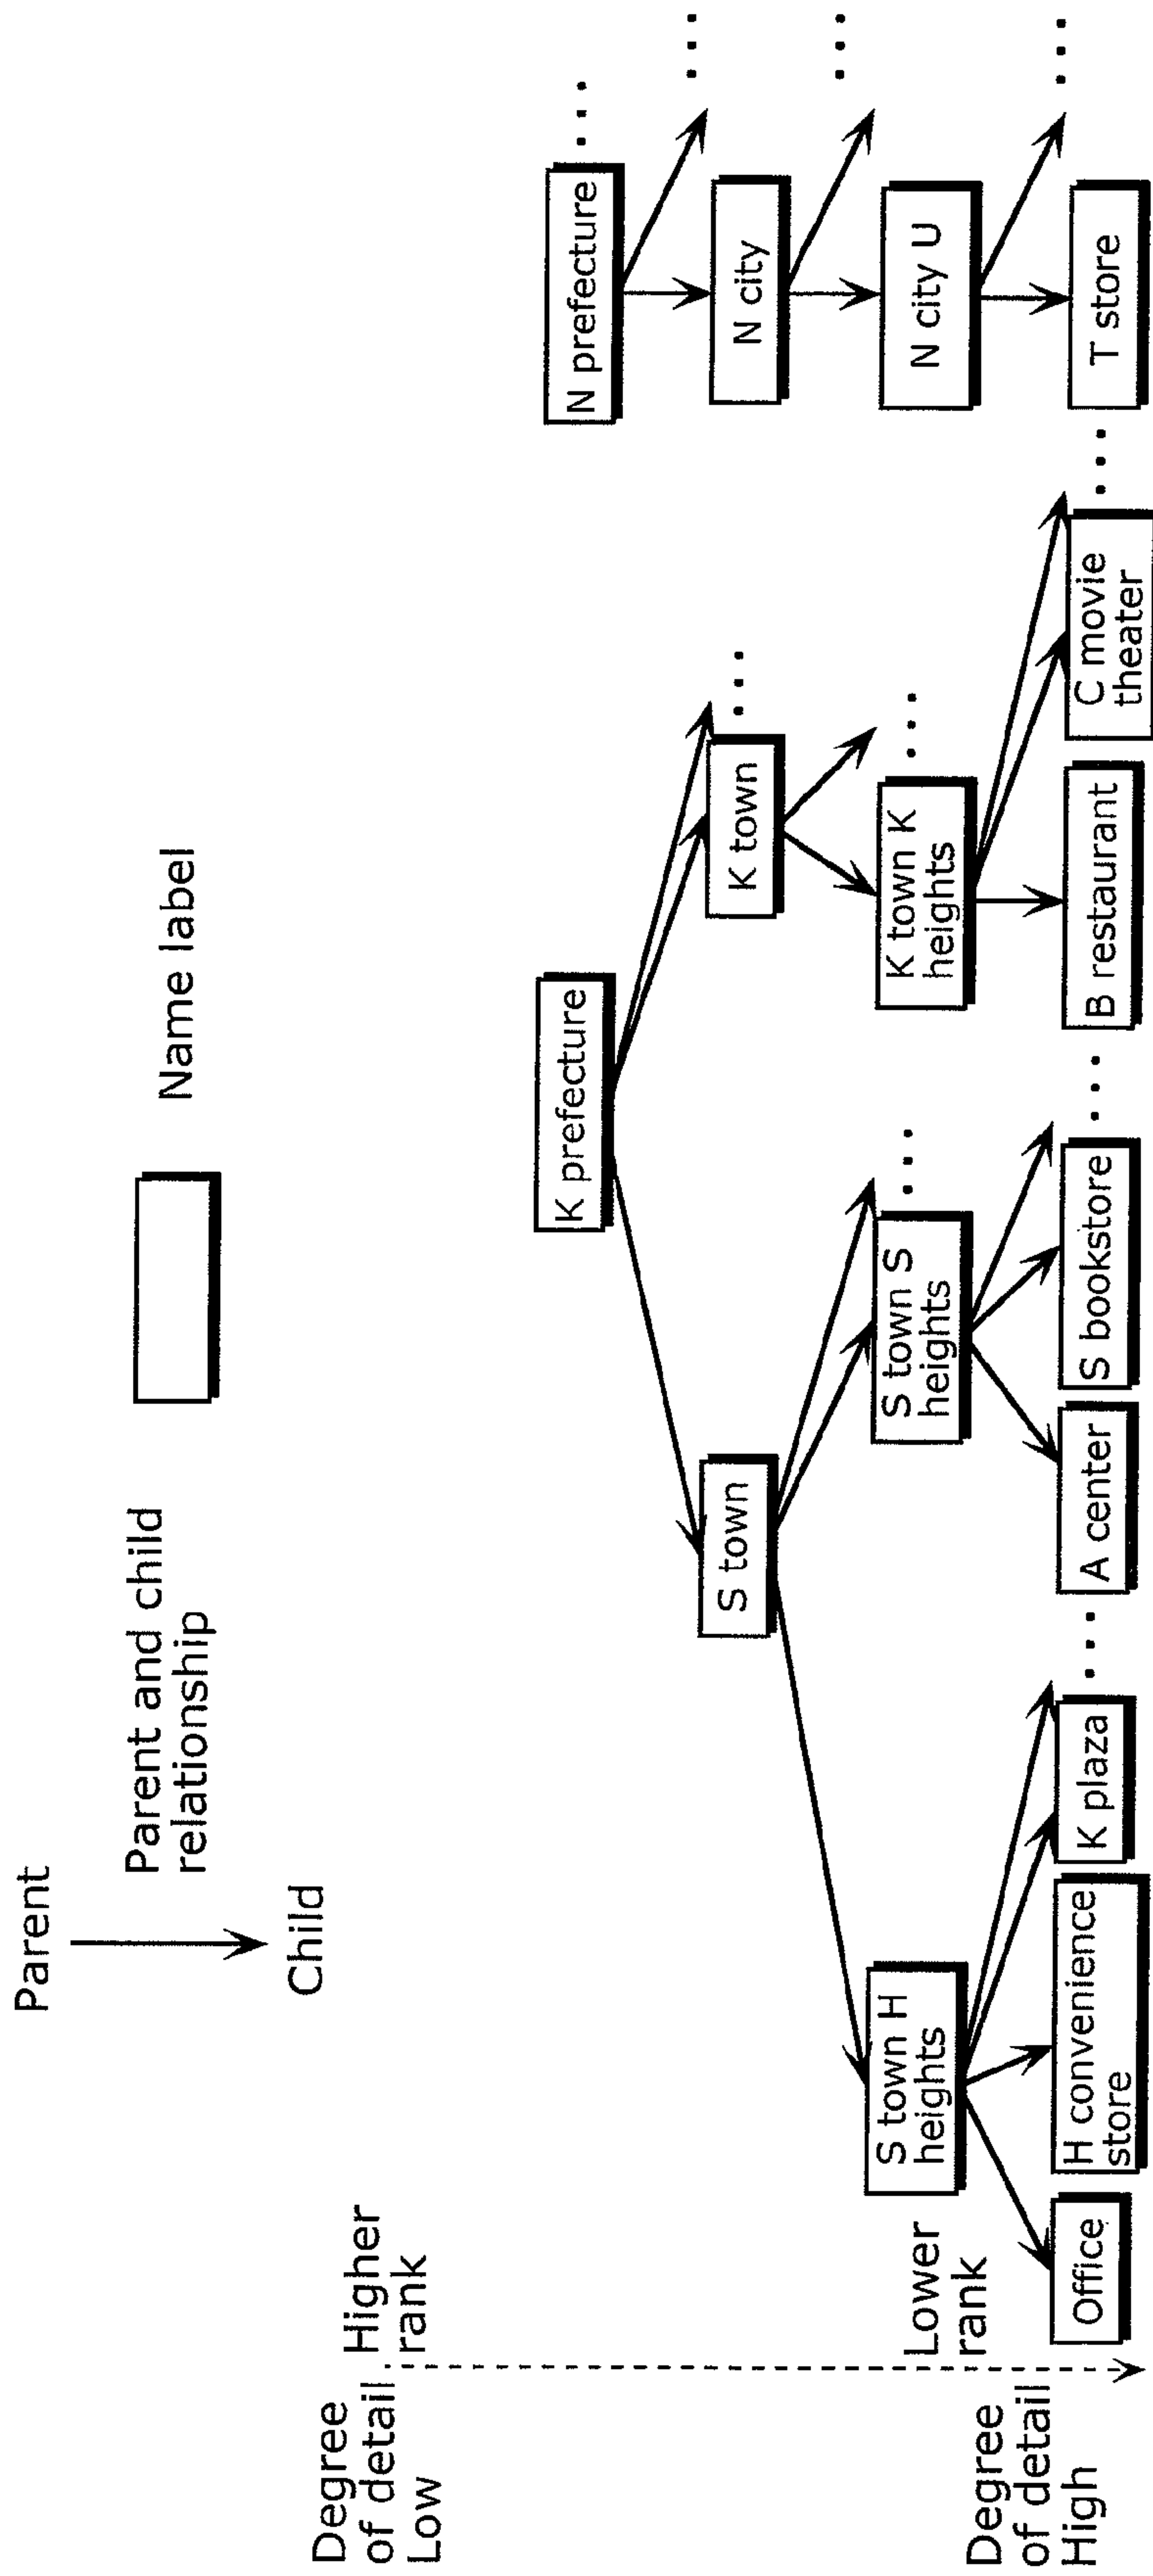 Parent
Child
Parent and child
relationship
Name label
Degree
of detail
Low
Higher
rank
K prefecture
N prefecture
...
S town
K town
...
N city
...
S town H
heights
S town S
heights
...
K town K
heights
...
N city U
...
Lower
rank
Degree
of detail
High
Office
H convenience
store
K plaza
...
A center
S bookstore
...
B restaurant
C movie
theater
...
T store
...